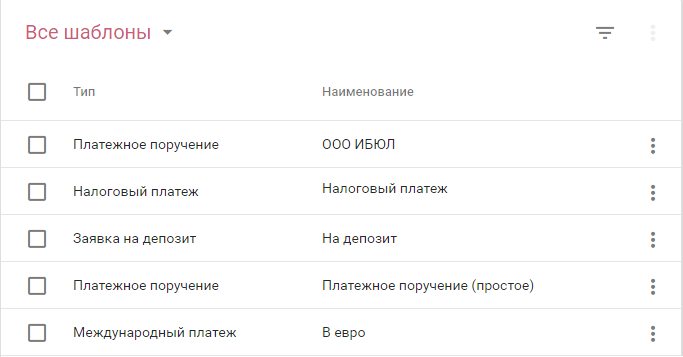 Все шаблоны
Тип Наименование
Платежное поручение ООО ИБЮЛ
Налоговый платеж Налоговый платеж
Заявка на депозит На депозит
Платежное поручение Платежное поручение (простое)
Международный платеж В евро